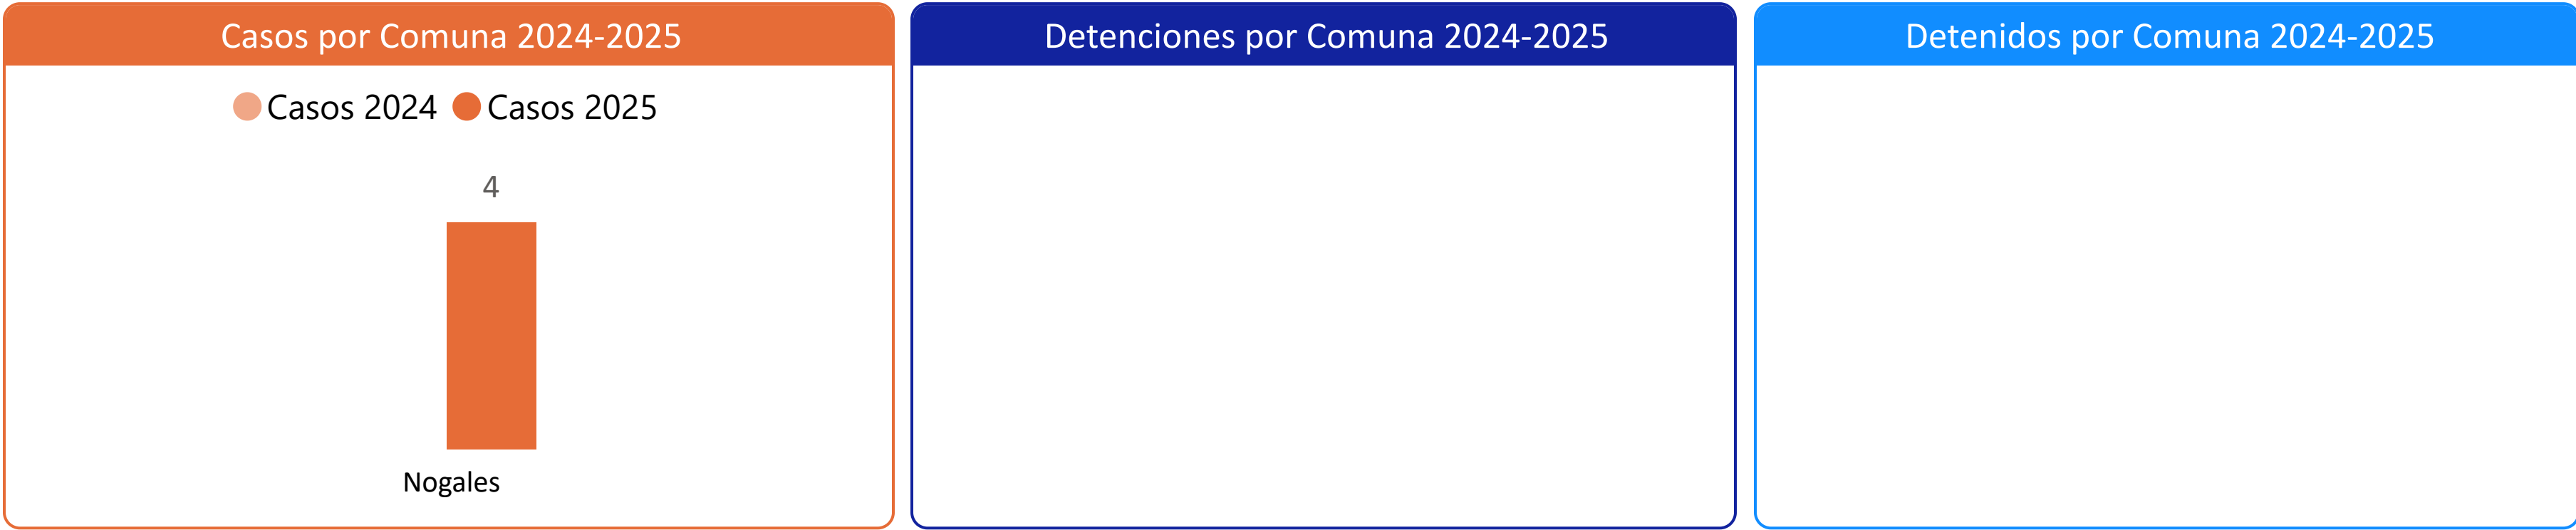 Casos por Comuna 2024-2025
Casos 2024 Casos 2025
4
Nogales
Detenciones por Comuna 2024-2025
Detenidos por Comuna 2024-2025